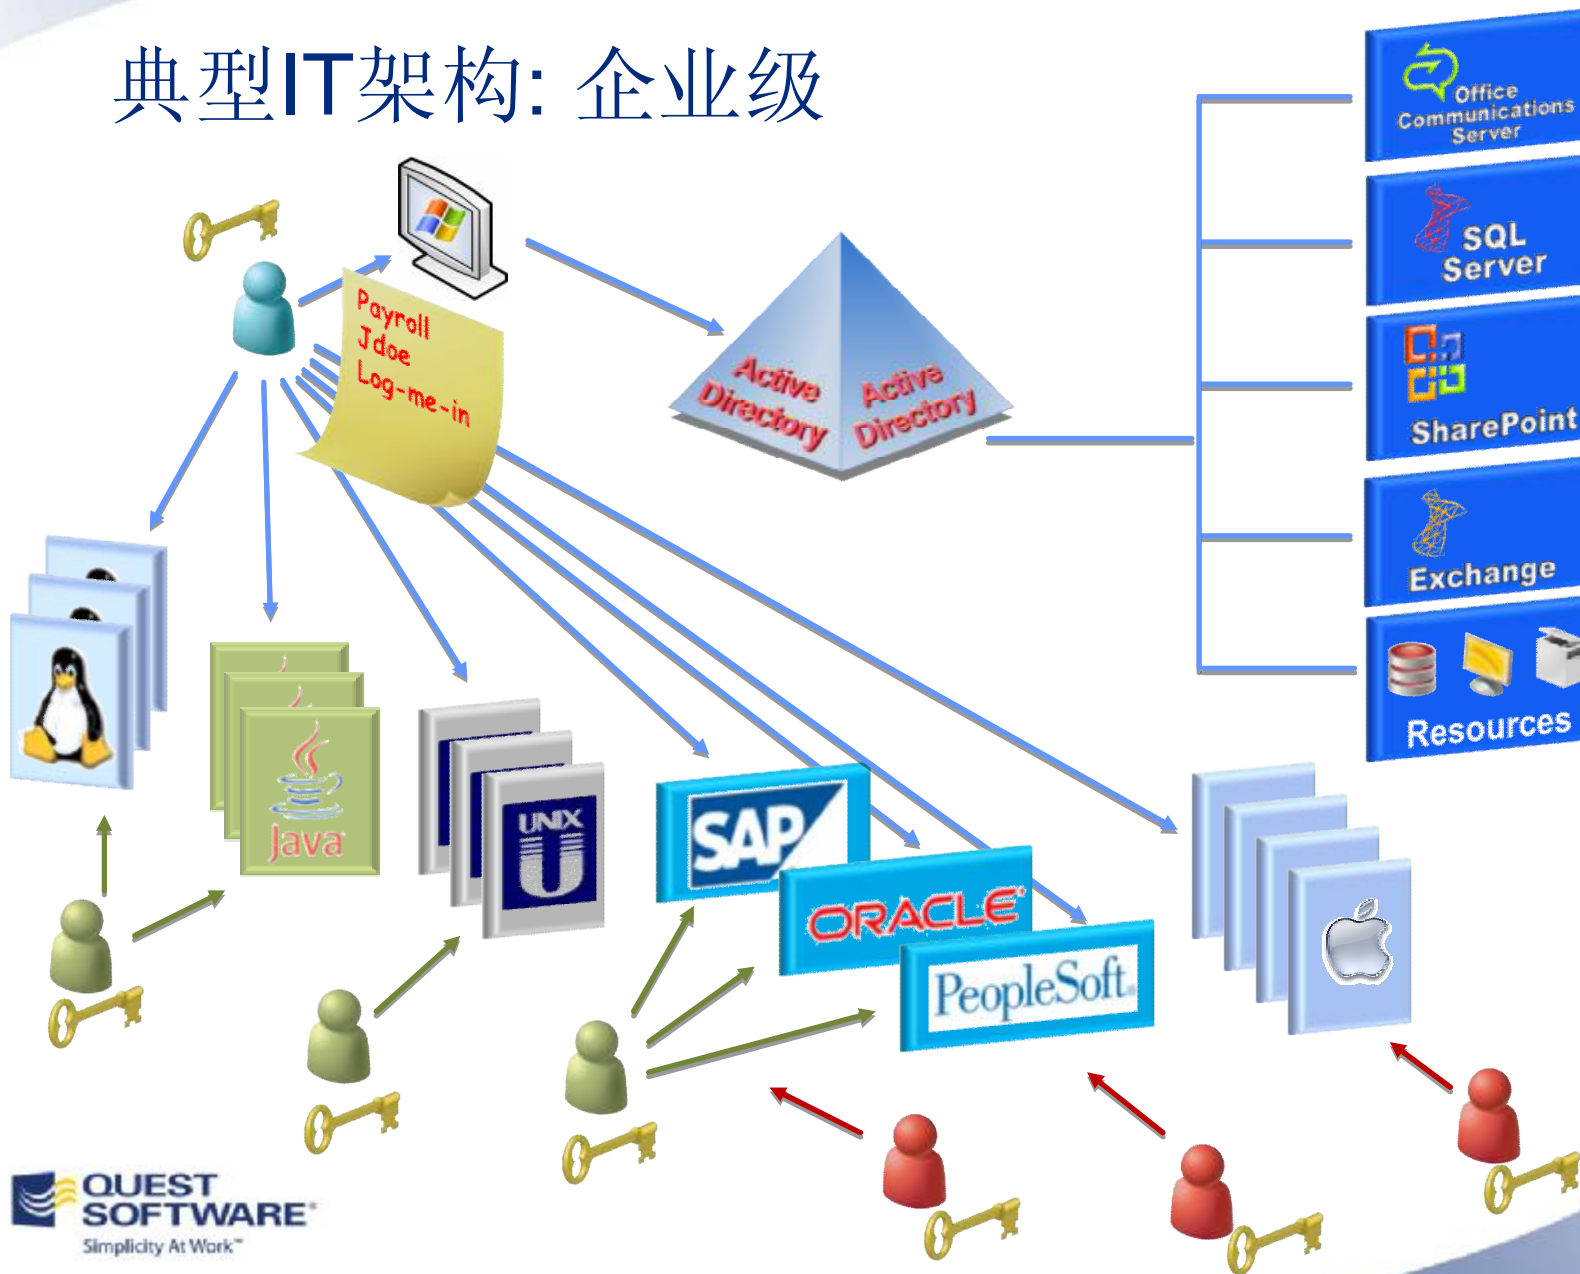 典型IT架构: 企业级
Office
Communications
Server
SQL
Server
SharePoint
Exchange
Resources
Payroll
Jdoe
Log-me-in
Active
Directory
Active
Directory
Java
UNIX
U
SAP
ORACLE
PeopleSoft
QUEST
SOFTWARE®
Simplicity At Work™